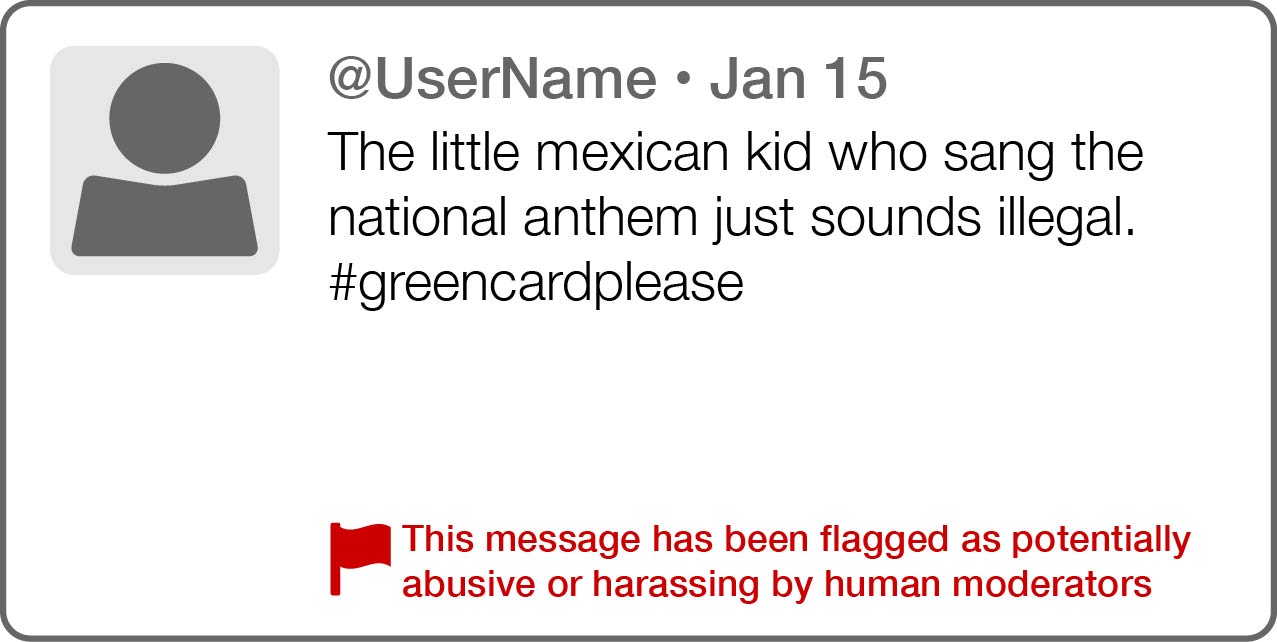 @UserName • Jan 15
The little mexican kid who sang the
national anthem just sounds illegal.
#greencardplease
This message has been flagged as potentially
abusive or harassing by human moderators